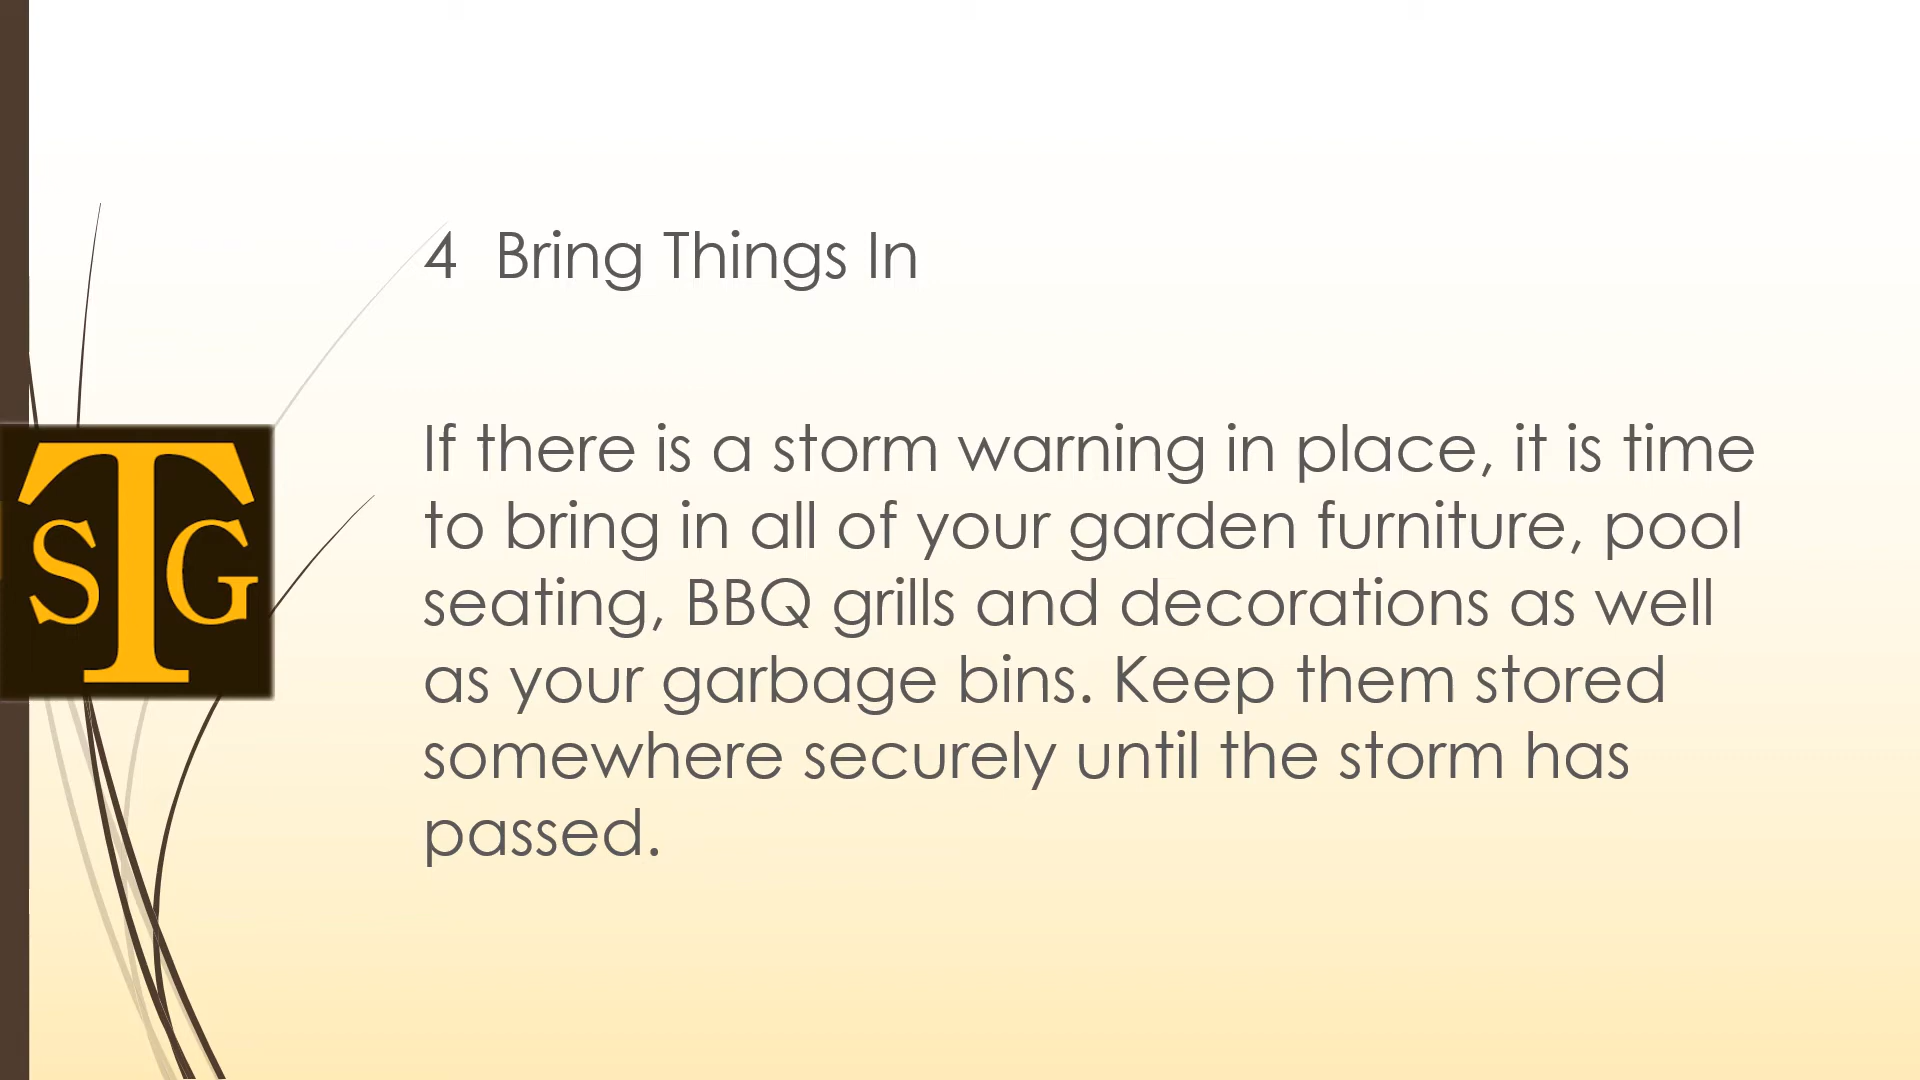 4 Bring Things In
If there is a storm warning in place, it is time
to bring in all of your garden furniture, pool
seating, BBQ grills and decorations as well
as your garbage bins. Keep them stored
somewhere securely until the storm has
passed.
STG